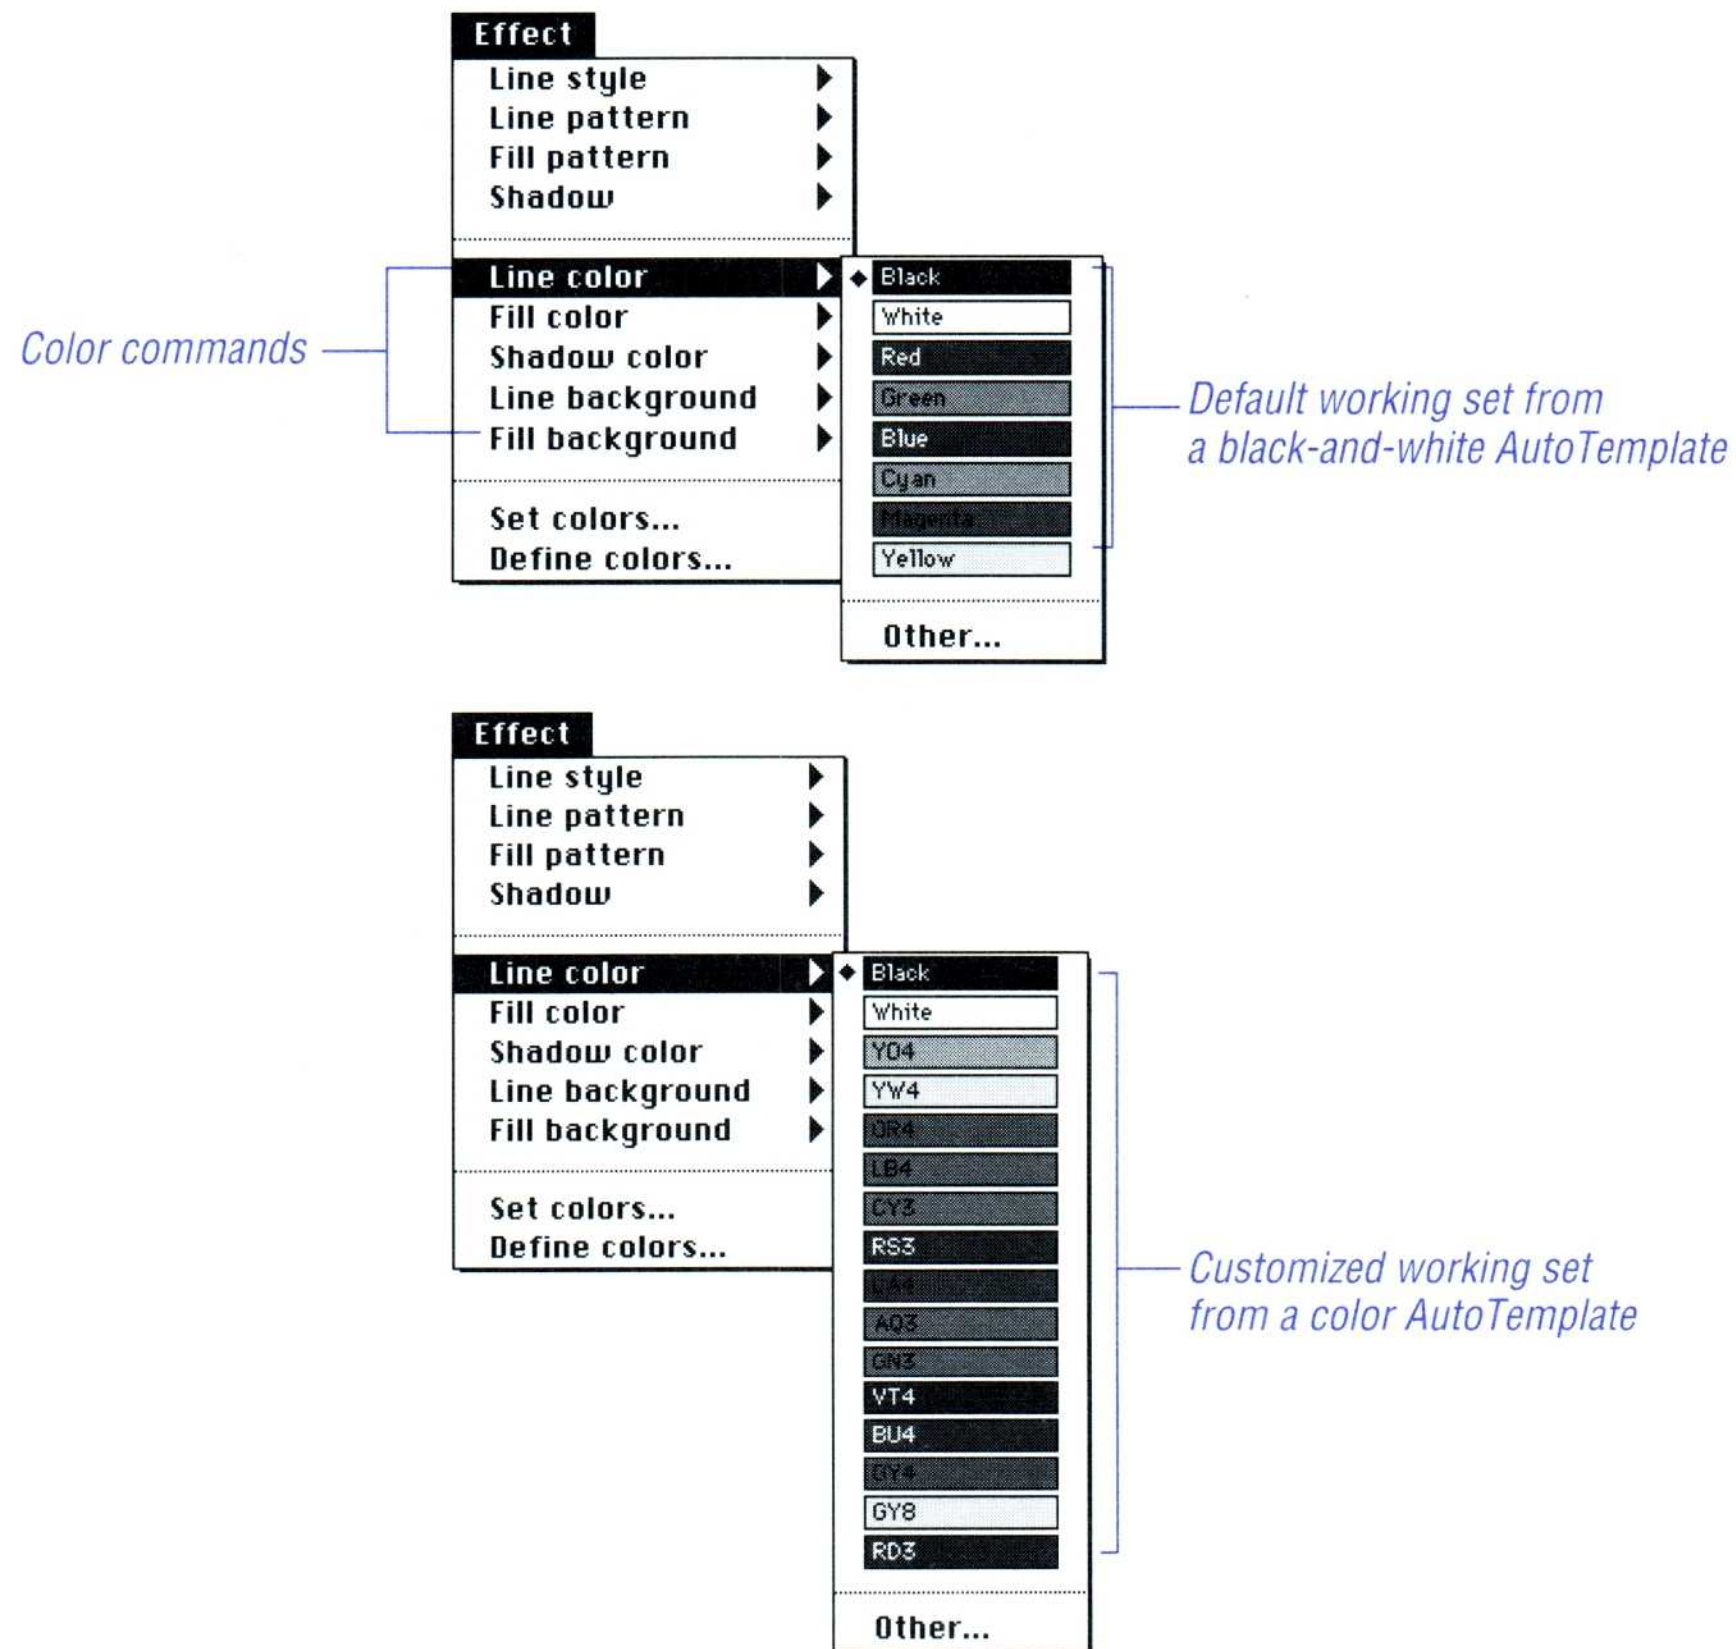 Effect
Line style
Line pattern
Fill pattern
Shadow
Color commands
Line color
Fill color
Shadow color
Line background
Fill background
Set colors...
Define colors...
Black
White
Red
Green
Blue
Cyan
Magenta
Yellow
Other...
Default working set from
a black-and-white AutoTemplate
Effect
Line style
Line pattern
Fill pattern
Shadow
Line color
Fill color
Shadow color
Line background
Fill background
Set colors...
Define colors...
Black
White
YO4
YW4
OR4
LB4
CY3
RS3
AQ3
GN3
VT4
BU4
GY4
GY8
RD3
Other...
Customized working set
from a color AutoTemplate